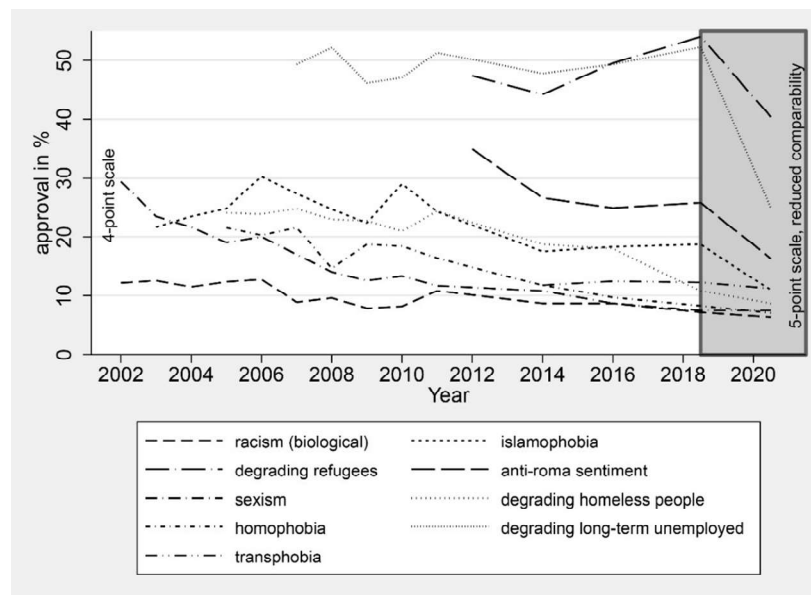 50
40
30
20
10
0
approval in %
4-point scale
5-point scale, reduced comparability
2002 2004 2006 2008 2010 2012 2014 2016 2018 2020
Year
racism (biological) islamophobia
degrading refugees anti-roma sentiment
sexism degrading homeless people
homophobia degrading long-term unemployed
transphobia